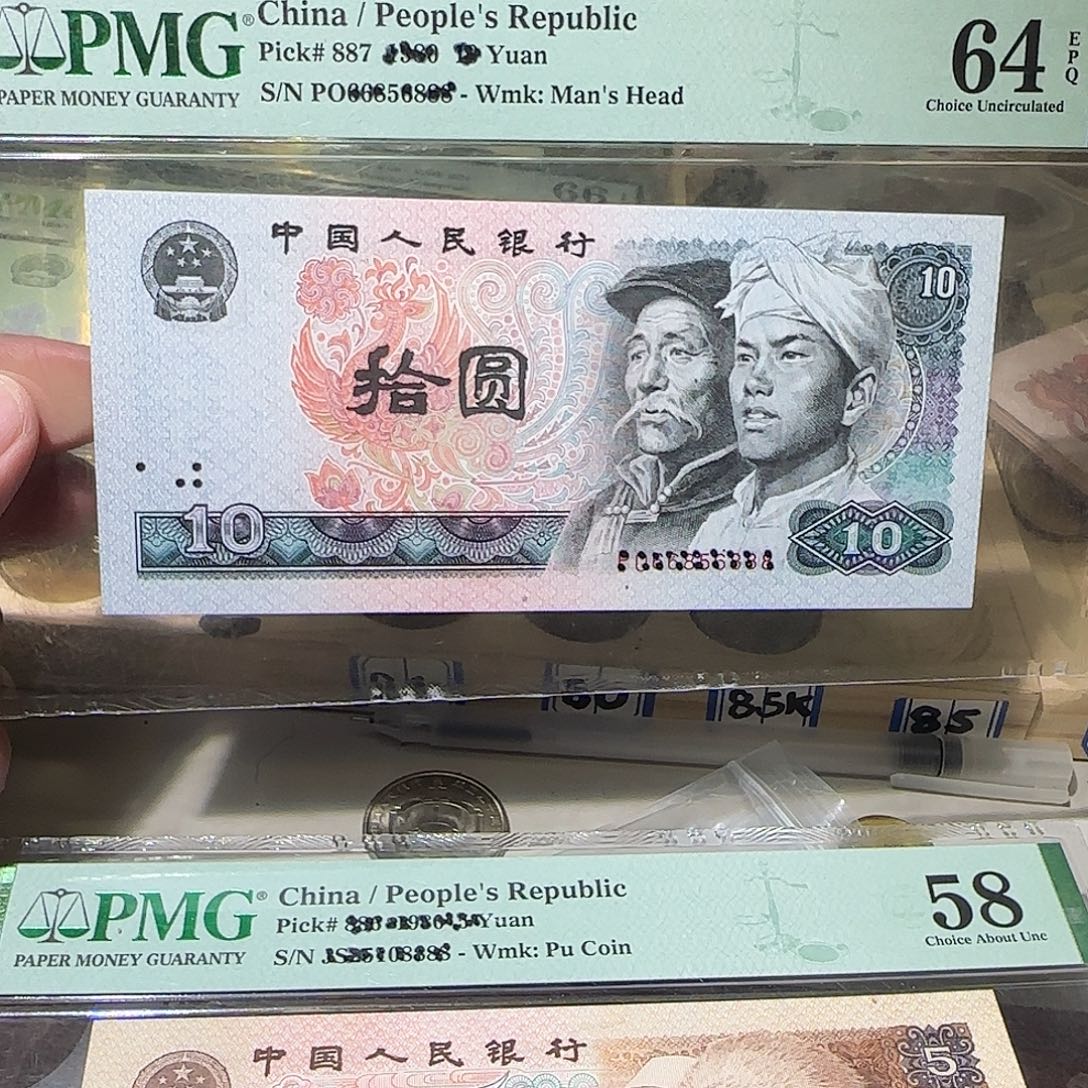 PMG® China / People's Republic
Pick# 887 Yuan
PAPER MONEY GUARANTY
S/N - Wmk: Man's Head
64 EPQ
Choice Uncirculated
中国人民银行
10
拾圆
10
10
85K
85
PMG® China / People's Republic
Pick# Yuan
PAPER MONEY GUARANTY
S/N - Wmk: Pu Coin
58
Choice About Unc
中国人民银行
5